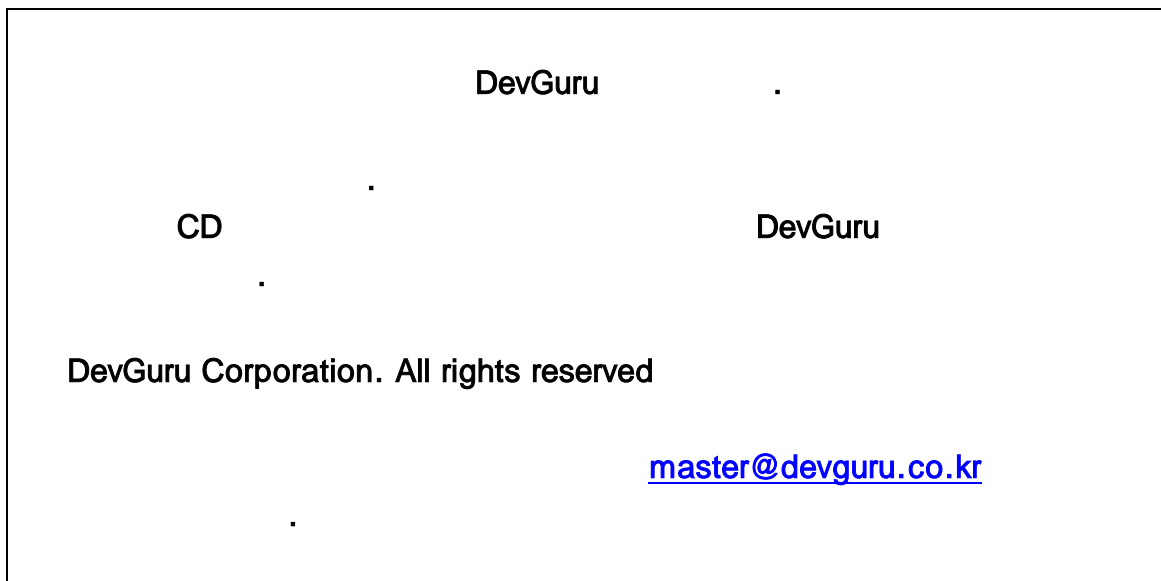 DevGuru .
.
CD DevGuru
.
DevGuru Corporation. All rights reserved
master@devguru.co.kr
.